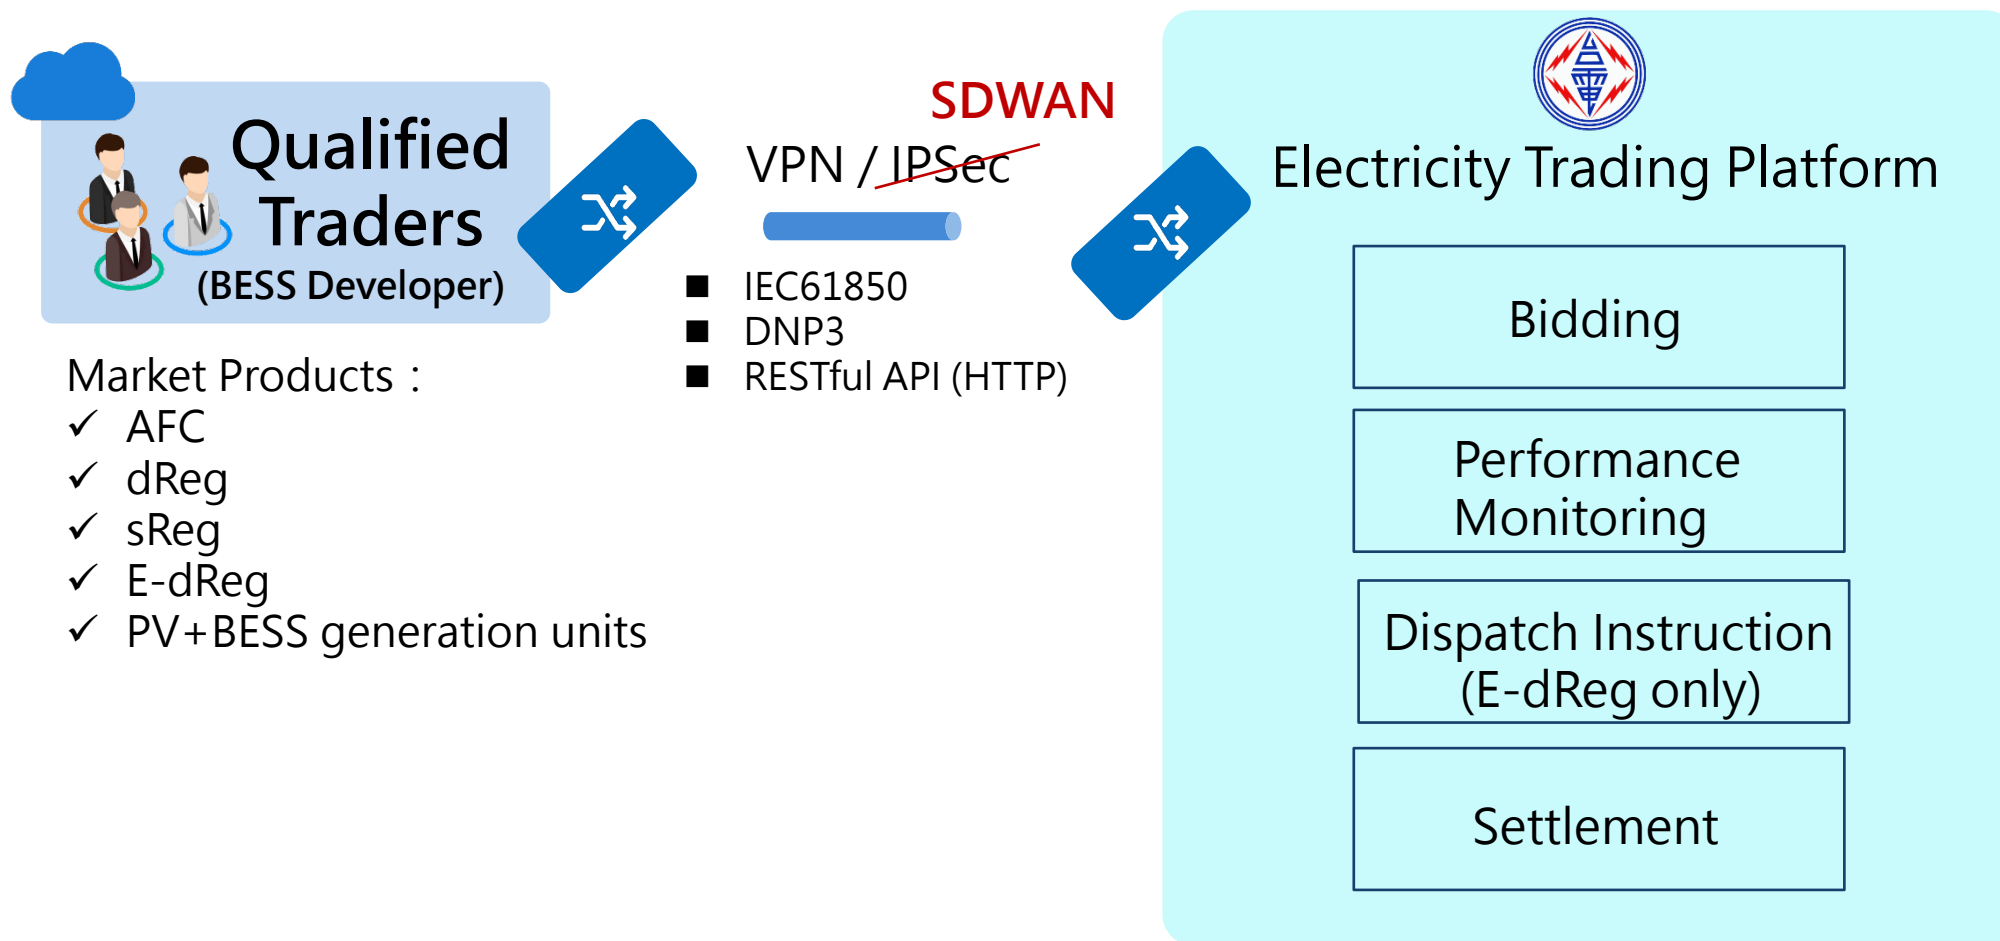 Qualified
Traders
(BESS Developer)
Market Products：
AFC
dReg
sReg
E-dReg
PV+BESS generation units
SDWAN
VPN / IPSec
IEC61850
DNP3
RESTful API (HTTP)
Electricity Trading Platform
Bidding
Performance
Monitoring
Dispatch Instruction
(E-dReg only)
Settlement